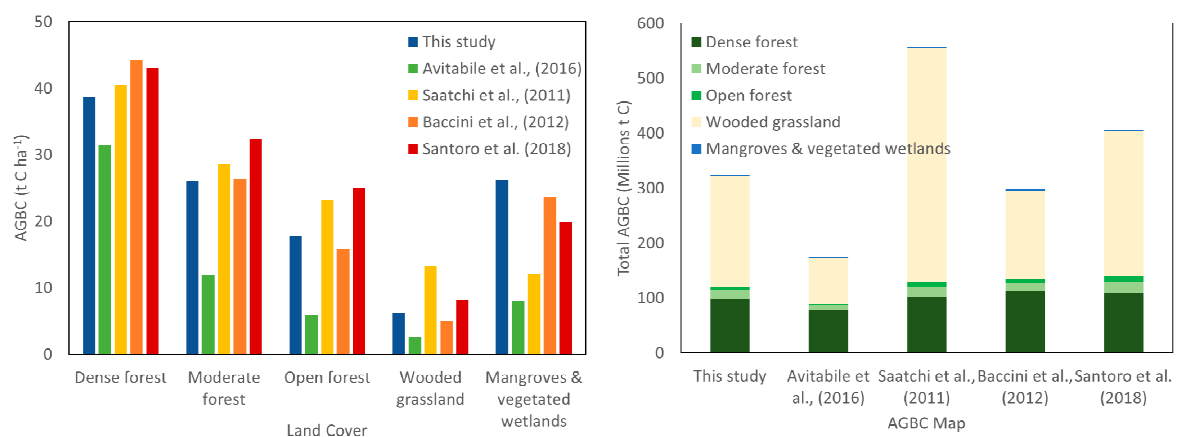 50
40
30
20
10
0
AGBC (t C ha⁻¹)
This study
Avitabile et al., (2016)
Saatchi et al., (2011)
Baccini et al., (2012)
Santoro et al. (2018)
Dense forest
Moderate
forest
Open forest
Wooded
grassland
Mangroves &
vegetated
wetlands
Land Cover
600
500
400
300
200
100
0
Total AGBC (Millions t C)
Dense forest
Moderate forest
Open forest
Wooded grassland
Mangroves & vegetated wetlands
This study
Avitabile et
al., (2016)
Saatchi et al.,
(2011)
Baccini et al.,
(2012)
Santoro et al.
(2018)
AGBC Map